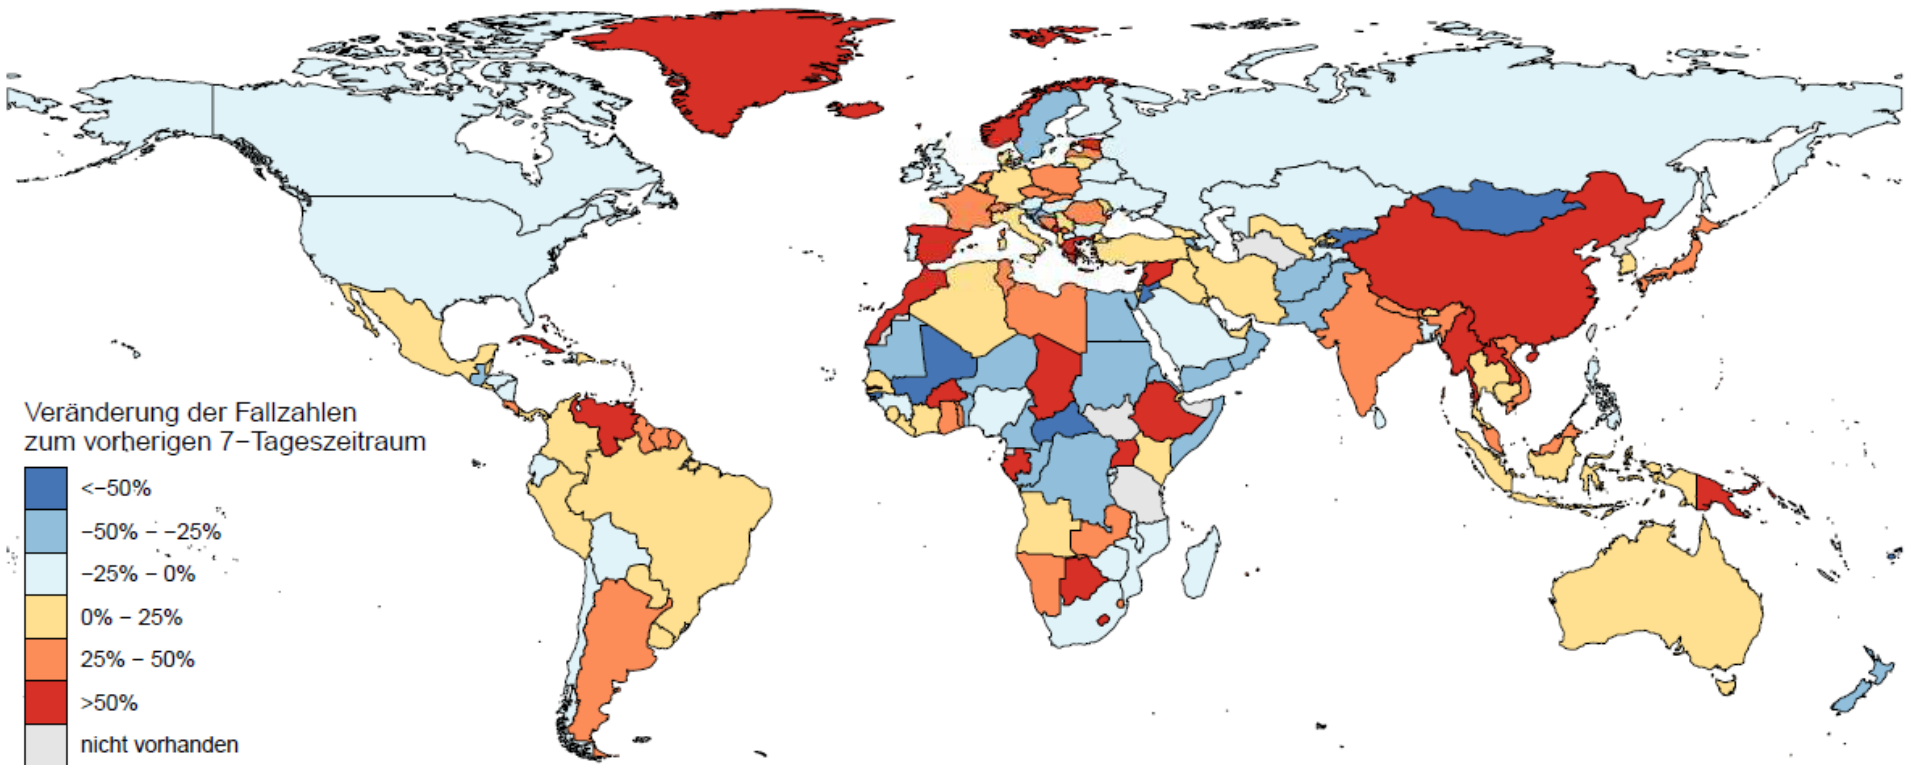 Veränderung der Fallzahlen
zum vorherigen 7−Tageszeitraum
<−50%
−50% − −25%
−25% − 0%
0% − 25%
25% − 50%
>50%
nicht vorhanden